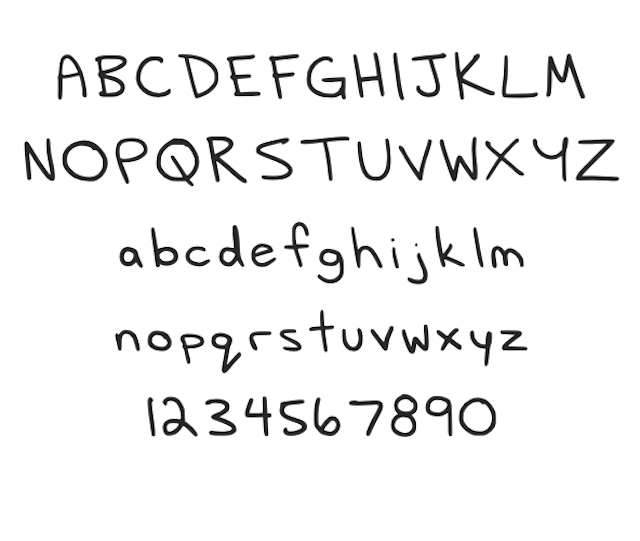 ABCDEFGHIJKLM
NOPQRSTUVWXYZ
abcdefghijklm
nopqrstuvwxyz
1234567890